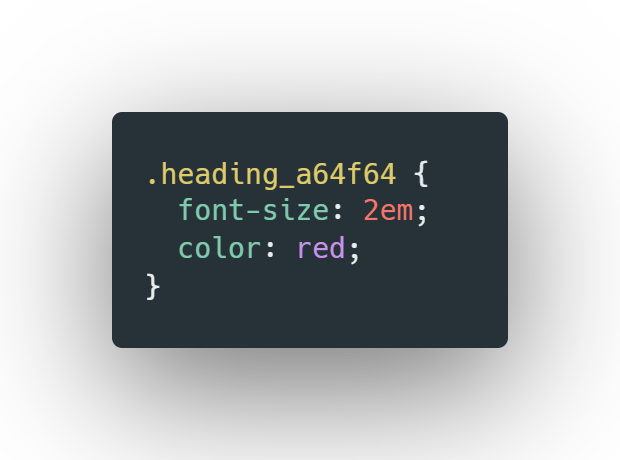 .heading_a64f64 {
  font-size: 2em;
  color: red;
}